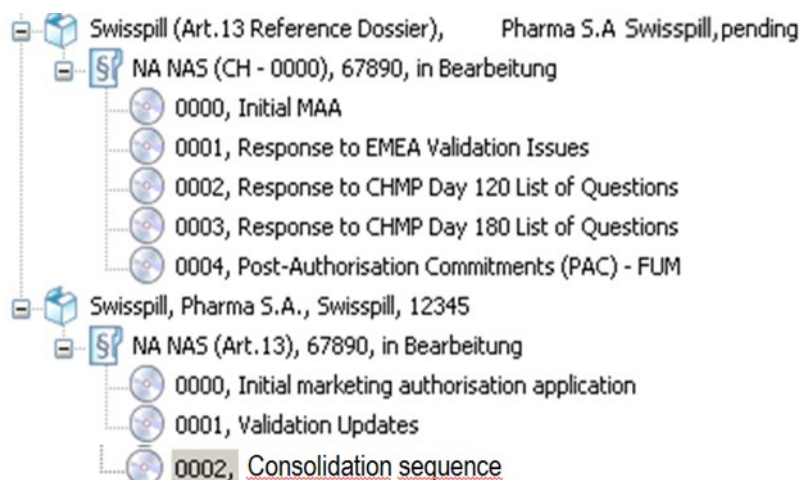 Swisspill (Art.13 Reference Dossier), Pharma S.A Swisspill, pending
NA NAS (CH - 0000), 67890, in Bearbeitung
0000, Initial MAA
0001, Response to EMEA Validation Issues
0002, Response to CHMP Day 120 List of Questions
0003, Response to CHMP Day 180 List of Questions
0004, Post-Authorisation Commitments (PAC) - FUM
Swisspill, Pharma S.A., Swisspill, 12345
NA NAS (Art.13), 67890, in Bearbeitung
0000, Initial marketing authorisation application
0001, Validation Updates
0002, Consolidation sequence